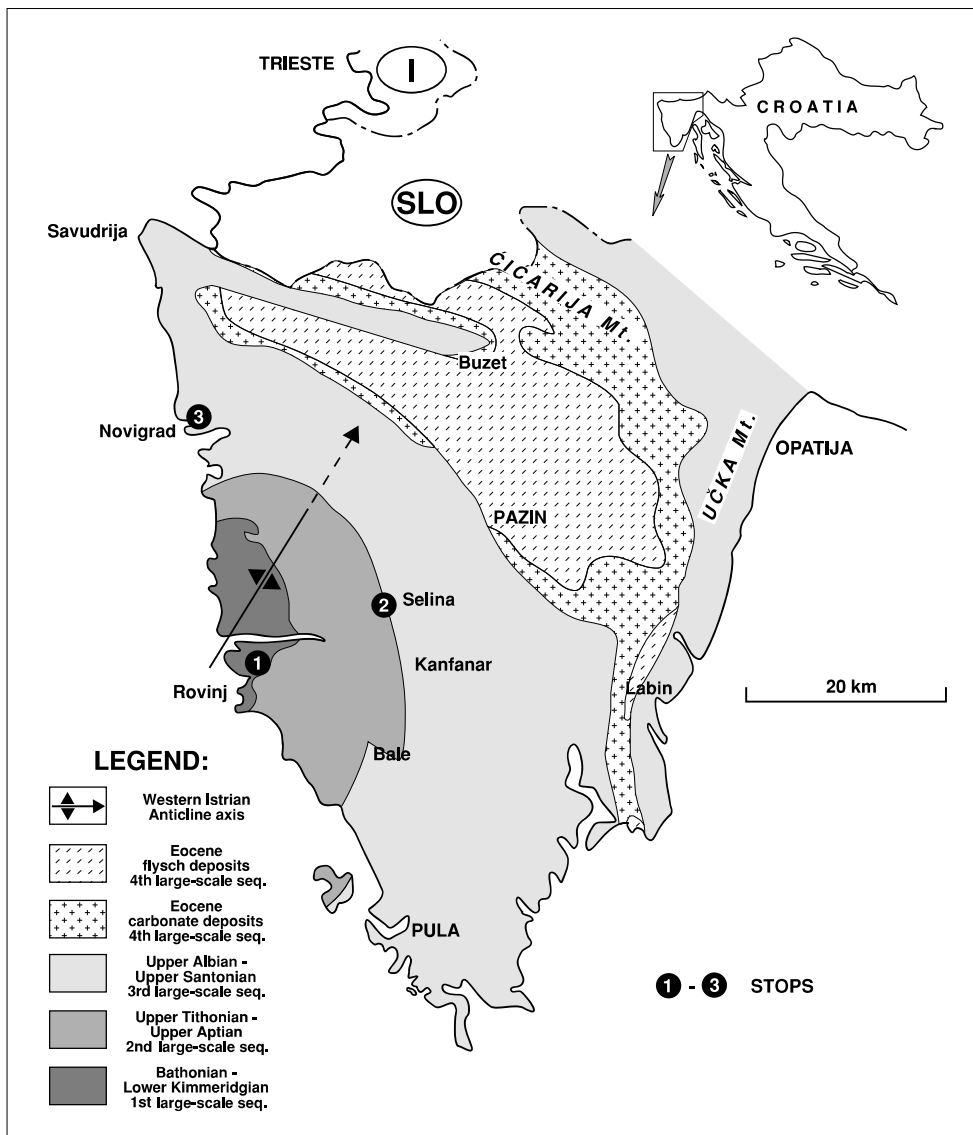 TRIESTE
I
CROATIA
SLO
Savudrija
ĆIĆARIJA Mt.
Buzet
3
Novigrad
OPATIJA
UČKA Mt.
PAZIN
2
Selina
1
Kanfanar
Rovinj
Labin
20 km
Bale
PULA
1 - 3 STOPS
LEGEND:
Western Istrian
Anticline axis
Eocene
flysch deposits
4th large-scale seq.
Eocene
carbonate deposits
4th large-scale seq.
Upper Albian -
Upper Santonian
3rd large-scale seq.
Upper Tithonian -
Upper Aptian
2nd large-scale seq.
Bathonian -
Lower Kimmeridgian
1st large-scale seq.